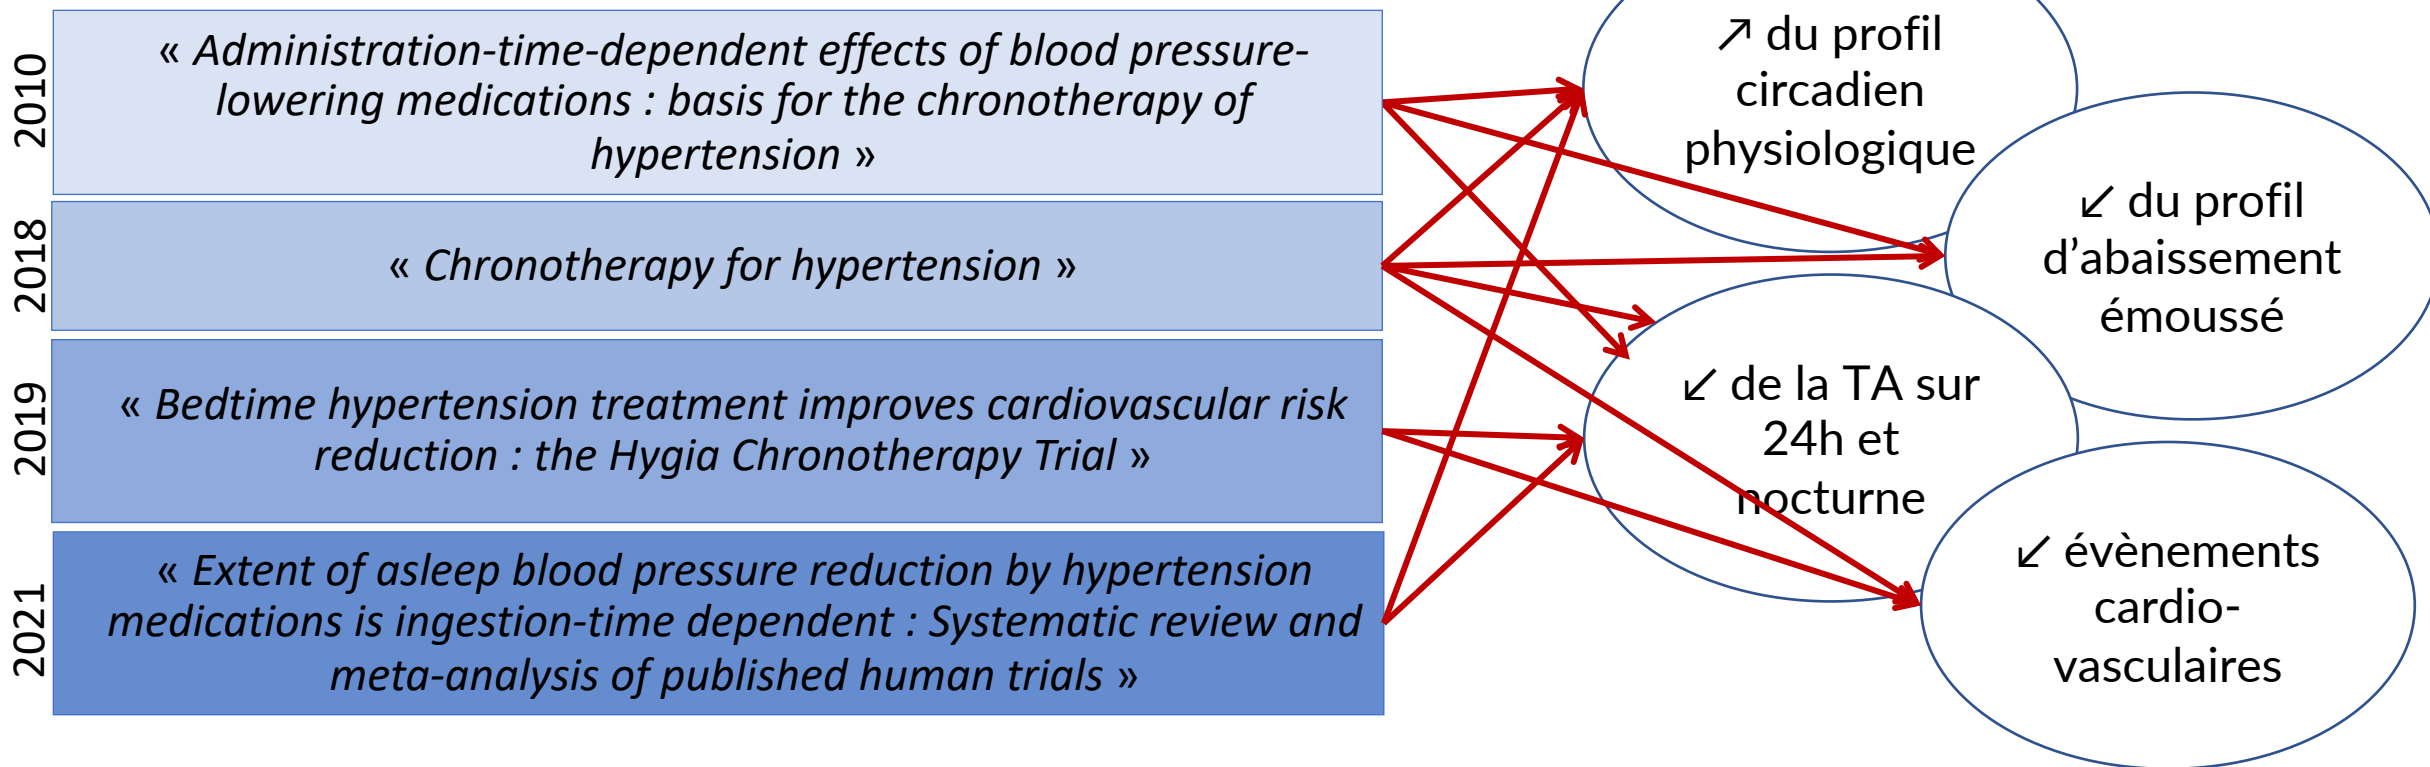 2010
« Administration-time-dependent effects of blood pressure-
lowering medications : basis for the chronotherapy of
hypertension »
2018
« Chronotherapy for hypertension »
2019
« Bedtime hypertension treatment improves cardiovascular risk
reduction : the Hygia Chronotherapy Trial »
2021
« Extent of asleep blood pressure reduction by hypertension
medications is ingestion-time dependent : Systematic review and
meta-analysis of published human trials »
↗ du profil
circadien
physiologique
↙ du profil
d’abaissement
émoussé
↙ de la TA sur
24h et
nocturne
↙ évènements
cardio-
vasculaires